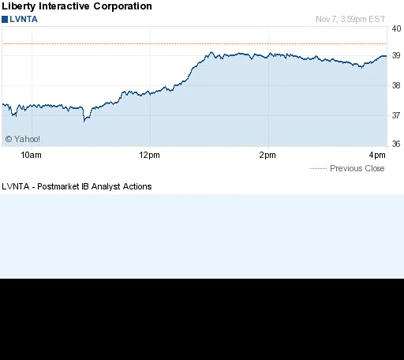 Liberty Interactive Corporation
LVNTA Nov 7, 3:59pm EST
40
39
38
37
36
© Yahoo!
10am 12pm 2pm 4pm
Previous Close
LVNTA - Postmarket IB Analyst Actions